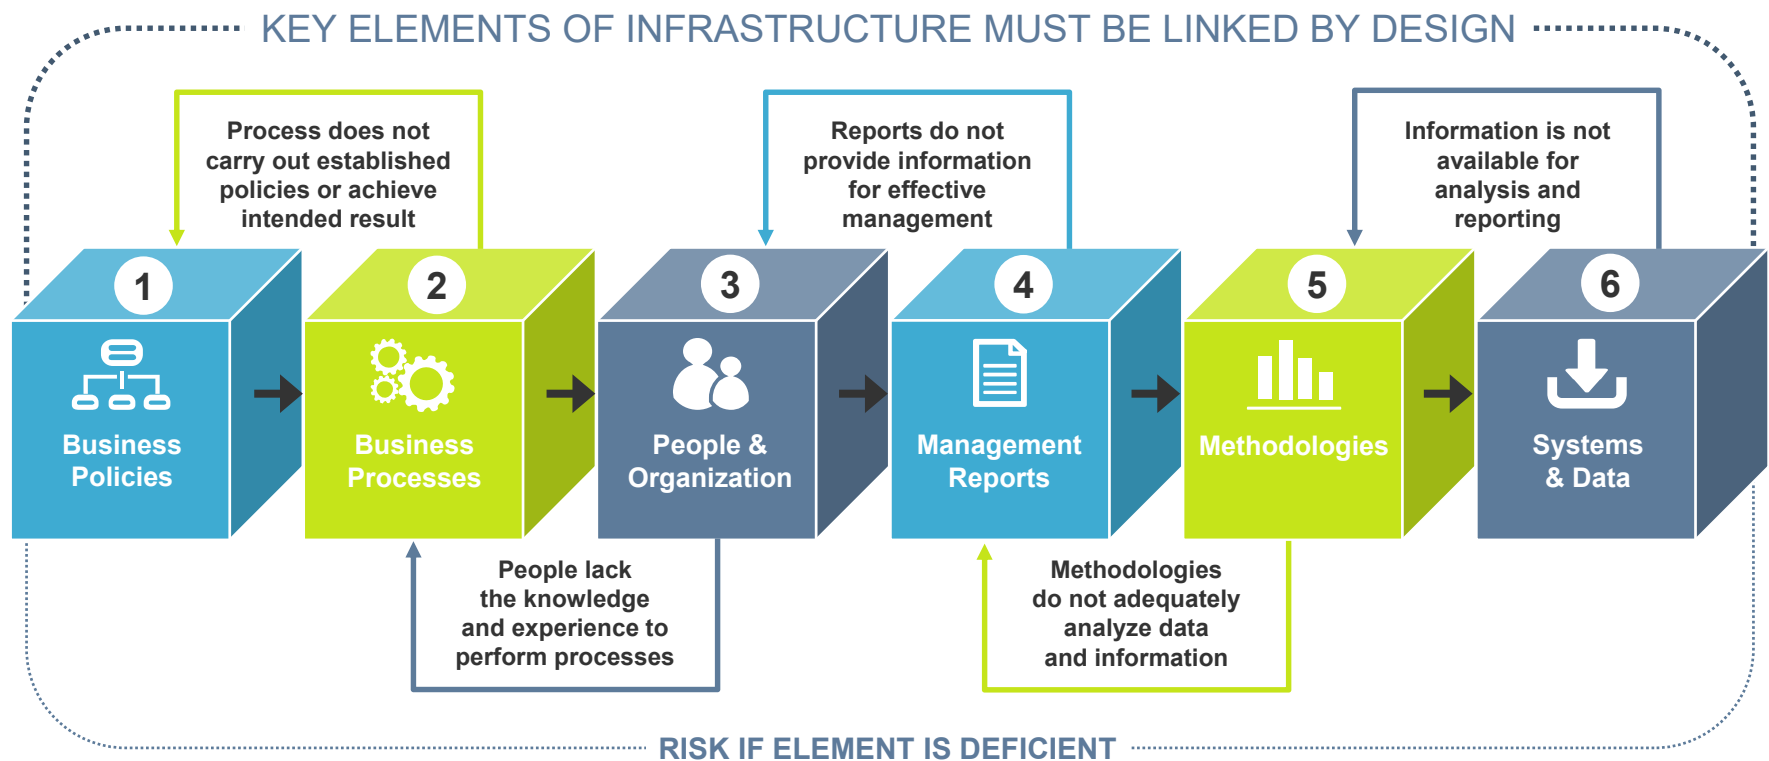 KEY ELEMENTS OF INFRASTRUCTURE MUST BE LINKED BY DESIGN
Process does not
carry out established
policies or achieve
intended result
Reports do not
provide information
for effective
management
Information is not
available for
analysis and
reporting
1
Business
Policies
2
Business
Processes
3
People &
Organization
4
Management
Reports
5
Methodologies
6
Systems
& Data
People lack
the knowledge
and experience to
perform processes
Methodologies
do not adequately
analyze data
and information
RISK IF ELEMENT IS DEFICIENT